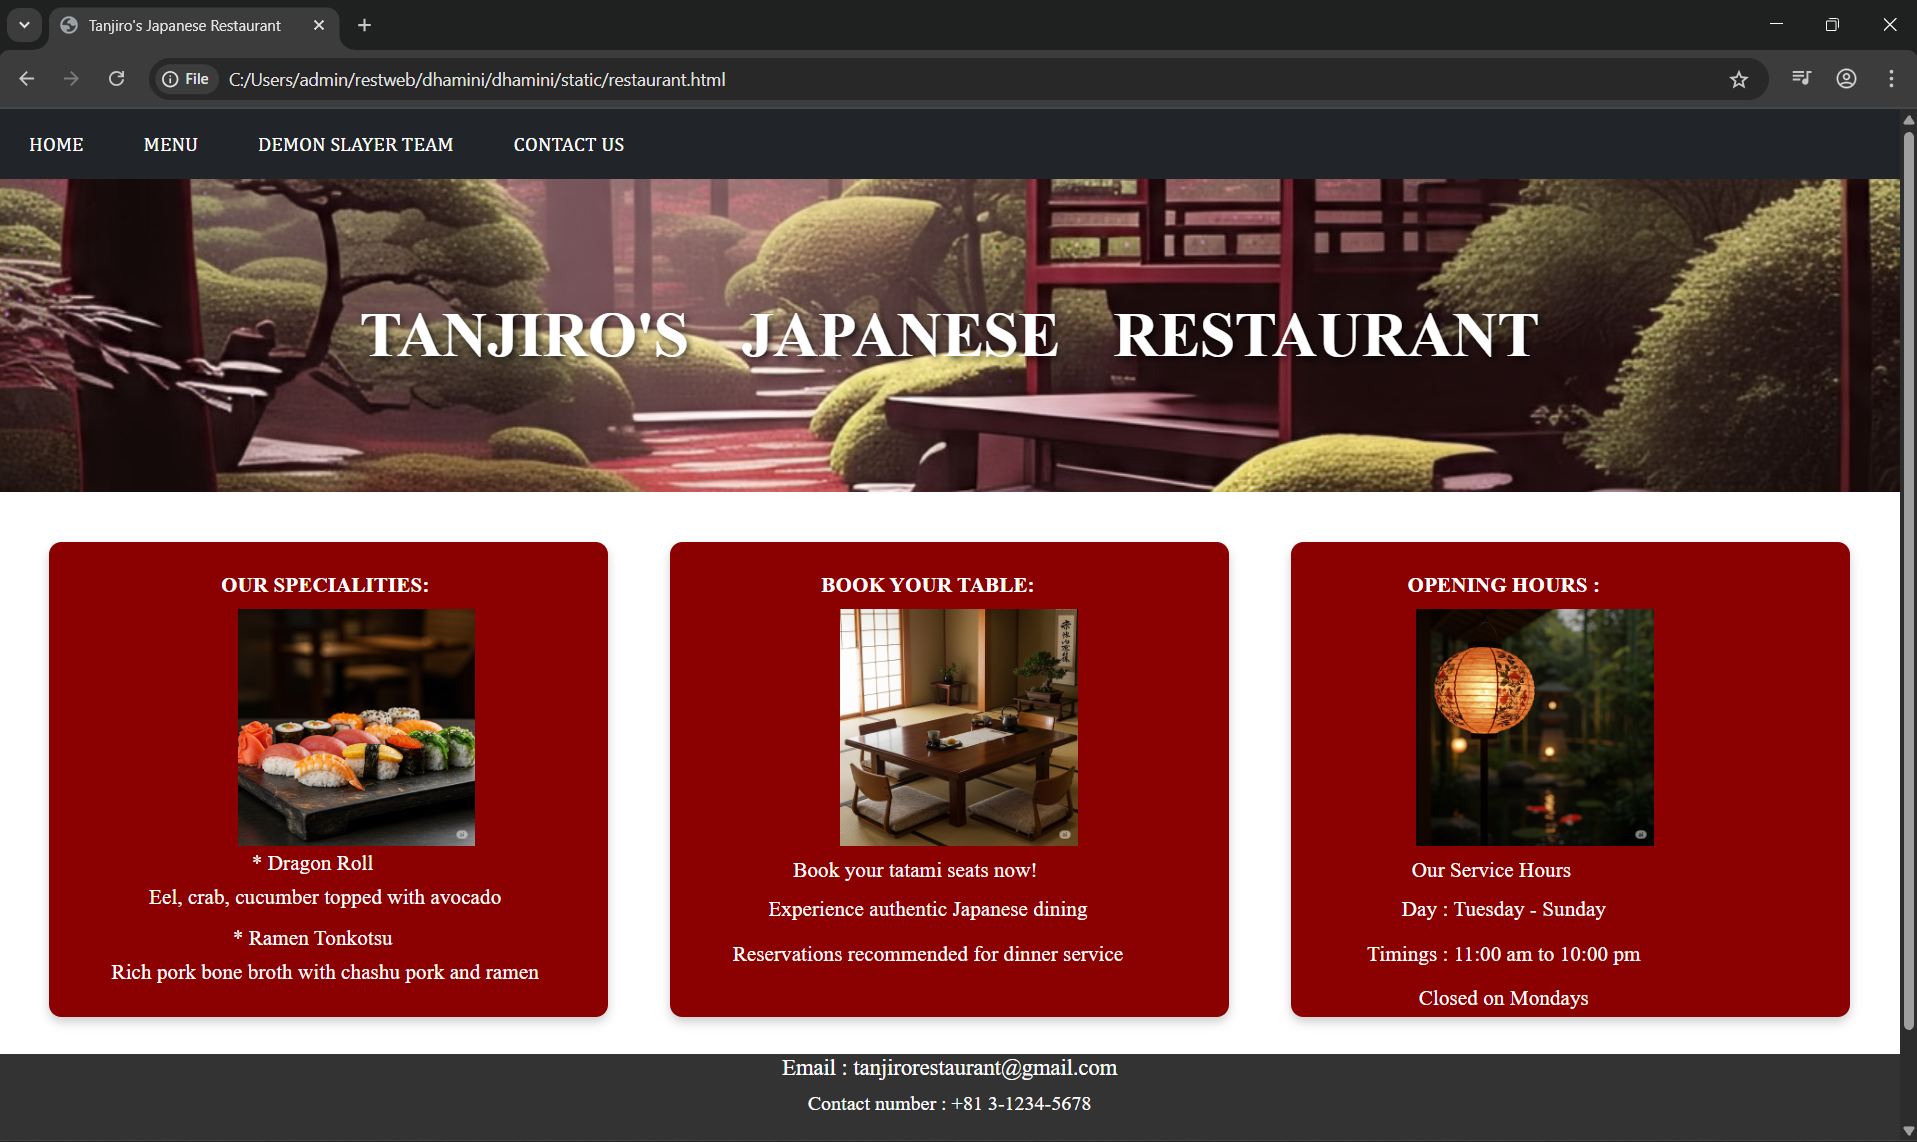 Tanjiro's Japanese Restaurant
File C:/Users/admin/restweb/dhamini/dhamini/static/restaurant.html
HOME MENU DEMON SLAYER TEAM CONTACT US
TANJIRO'S JAPANESE RESTAURANT
OUR SPECIALITIES:
* Dragon Roll
Eel, crab, cucumber topped with avocado
* Ramen Tonkotsu
Rich pork bone broth with chashu pork and ramen
BOOK YOUR TABLE:
Book your tatami seats now!
Experience authentic Japanese dining
Reservations recommended for dinner service
OPENING HOURS :
Our Service Hours
Day : Tuesday - Sunday
Timings : 11:00 am to 10:00 pm
Closed on Mondays
Email : tanjirorestaurant@gmail.com
Contact number : +81 3-1234-5678